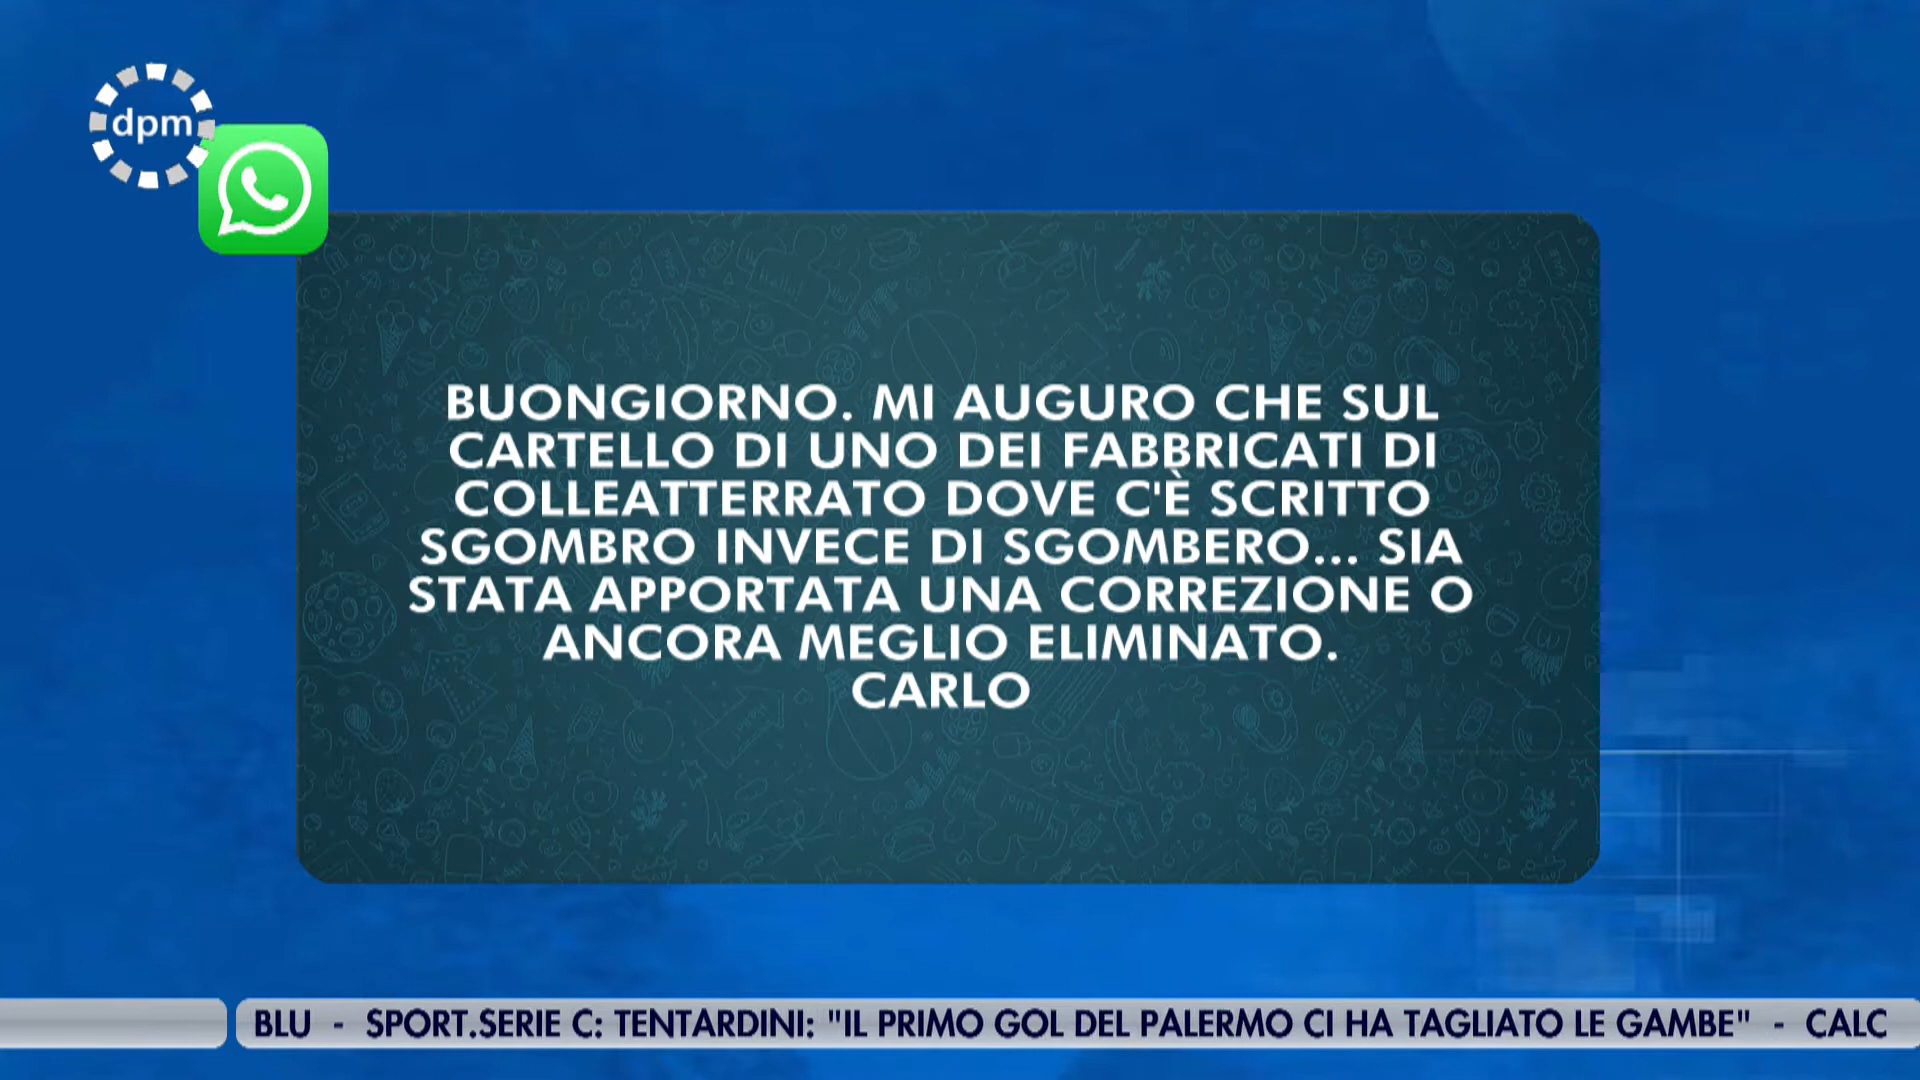 dpm
BUONGIORNO. MI AUGURO CHE SUL
CARTELLO DI UNO DEI FABBRICATI DI
COLLEATTERRATO DOVE C'È SCRITTO
SGOMBRO INVECE DI SGOMBERO... SIA
STATA APPORTATA UNA CORREZIONE O
ANCORA MEGLIO ELIMINATO.
CARLO
BLU - SPORT.SERIE C: TENTARDINI: "IL PRIMO GOL DEL PALERMO CI HA TAGLIATO LE GAMBE" - CALC